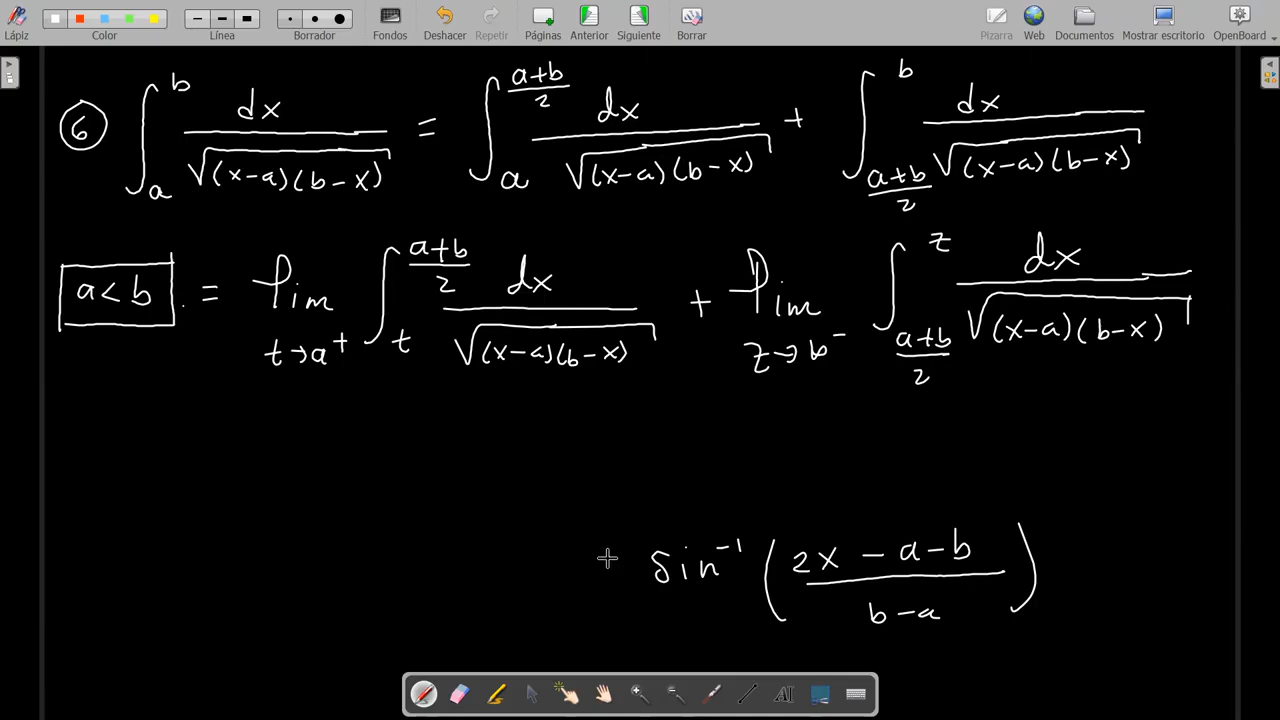 Lápiz Color Línea Borrador Fondos Deshacer Repetir Páginas Anterior Siguiente Borrar Pizarra Web Documentos Mostrar escritorio OpenBoard
⑥ ∫_a^b dx/√((x-a)(b-x)) = ∫_a^{(a+b)/2} dx/√((x-a)(b-x)) + ∫_{(a+b)/2}^b dx/√((x-a)(b-x))
a<b = lim_{t→a⁺} ∫_t^{(a+b)/2} dx/√((x-a)(b-x)) + lim_{z→b⁻} ∫_{(a+b)/2}^z dx/√((x-a)(b-x))
sin⁻¹((2x-a-b)/(b-a))
AI